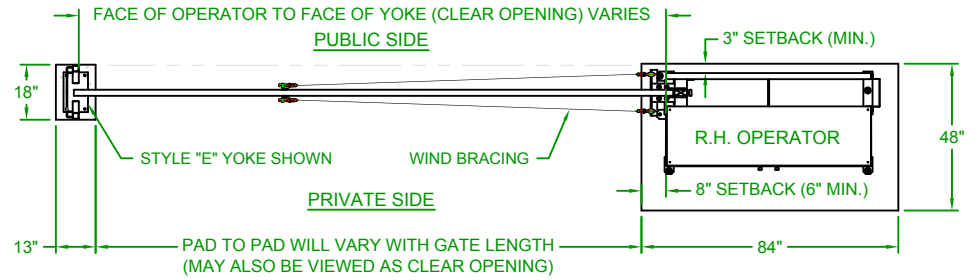 FACE OF OPERATOR TO FACE OF YOKE (CLEAR OPENING) VARIES
PUBLIC SIDE
3" SETBACK (MIN.)
18"
R.H. OPERATOR
48"
STYLE "E" YOKE SHOWN
WIND BRACING
8" SETBACK (6" MIN.)
PRIVATE SIDE
13"
PAD TO PAD WILL VARY WITH GATE LENGTH
(MAY ALSO BE VIEWED AS CLEAR OPENING)
84"